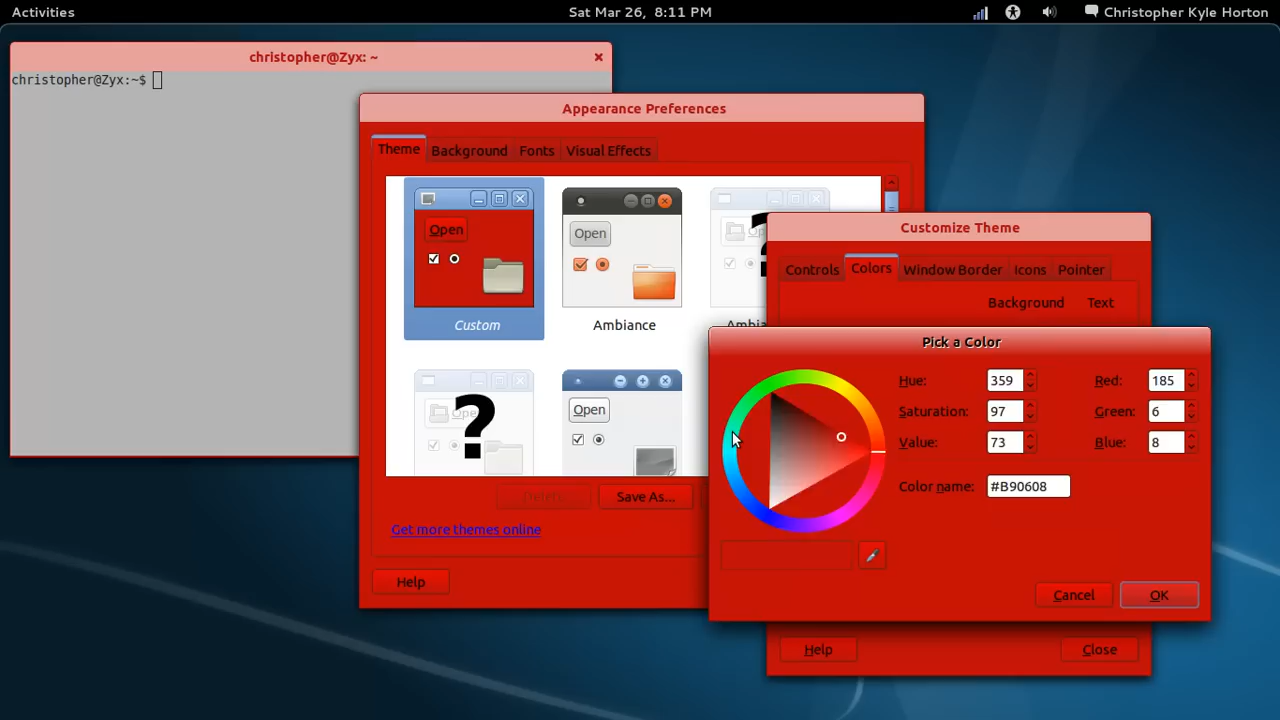 Activities
Sat Mar 26, 8:11 PM
Christopher Kyle Horton
christopher@Zyx: ~
christopher@Zyx:~$
Appearance Preferences
Theme
Background
Fonts
Visual Effects
Open
Custom
Open
Ambiance
Open
Open
Delete
Save As...
Get more themes online
Help
Customize Theme
Controls
Colors
Window Border
Icons
Pointer
Background
Text
Pick a Color
Hue: 359
Red: 185
Saturation: 97
Green: 6
Value: 73
Blue: 8
Color name: #B90608
Cancel
OK
Help
Close